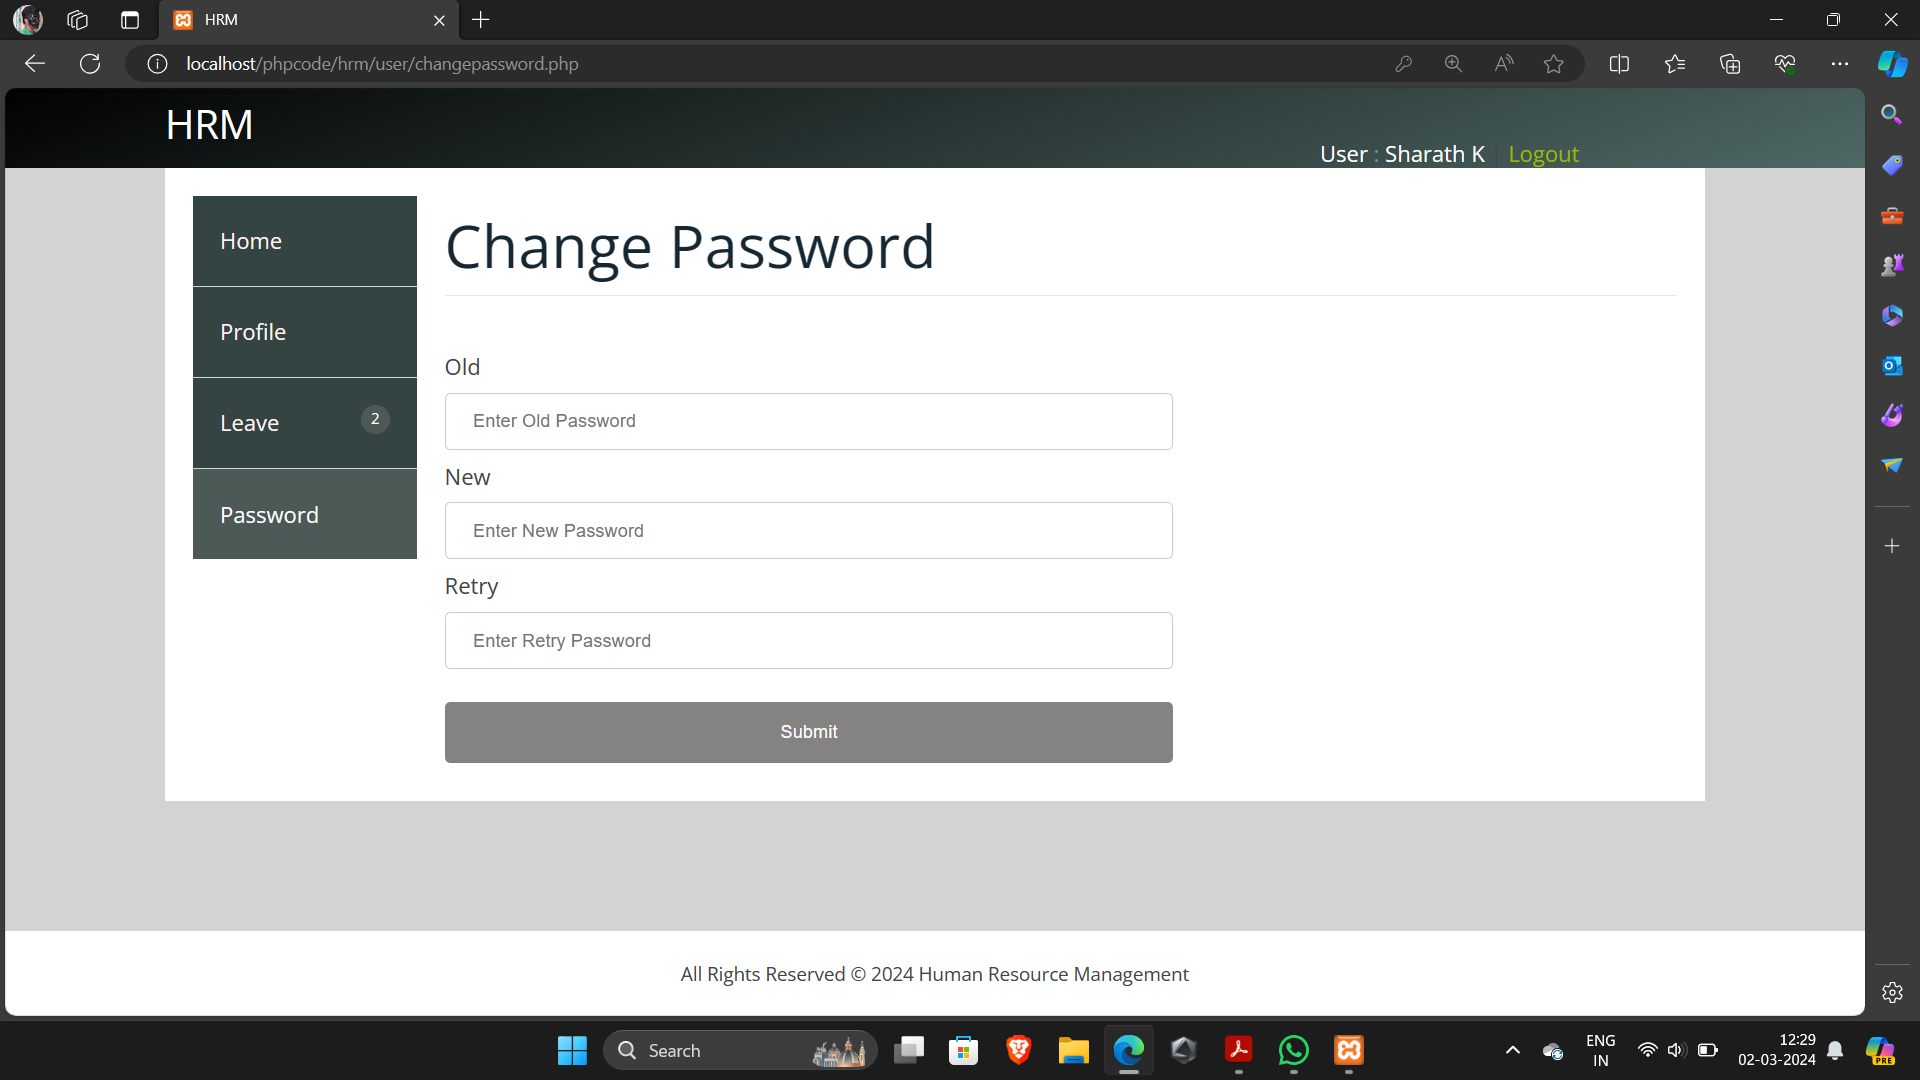 HRM
localhost/phpcode/hrm/user/changepassword.php
HRM
User : Sharath K Logout
Home
Profile
Leave 2
Password
Change Password
Old
Enter Old Password
New
Enter New Password
Retry
Enter Retry Password
Submit
All Rights Reserved © 2024 Human Resource Management
Search
ENG
IN
12:29
02-03-2024
PRE